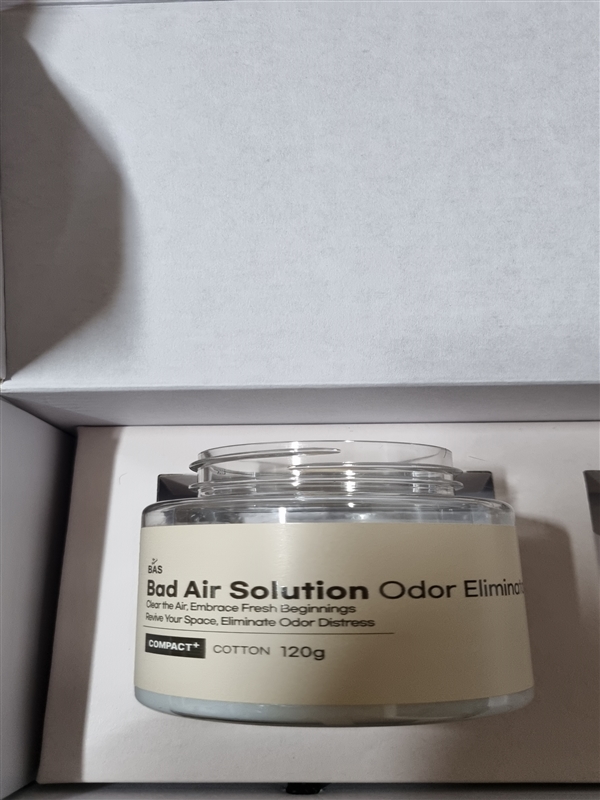 BAS
Bad Air Solution Odor Eliminat
Clear the Air, Embrace Fresh Beginnings
Revive Your Space, Eliminate Odor Distress
COMPACT+ COTTON 120g